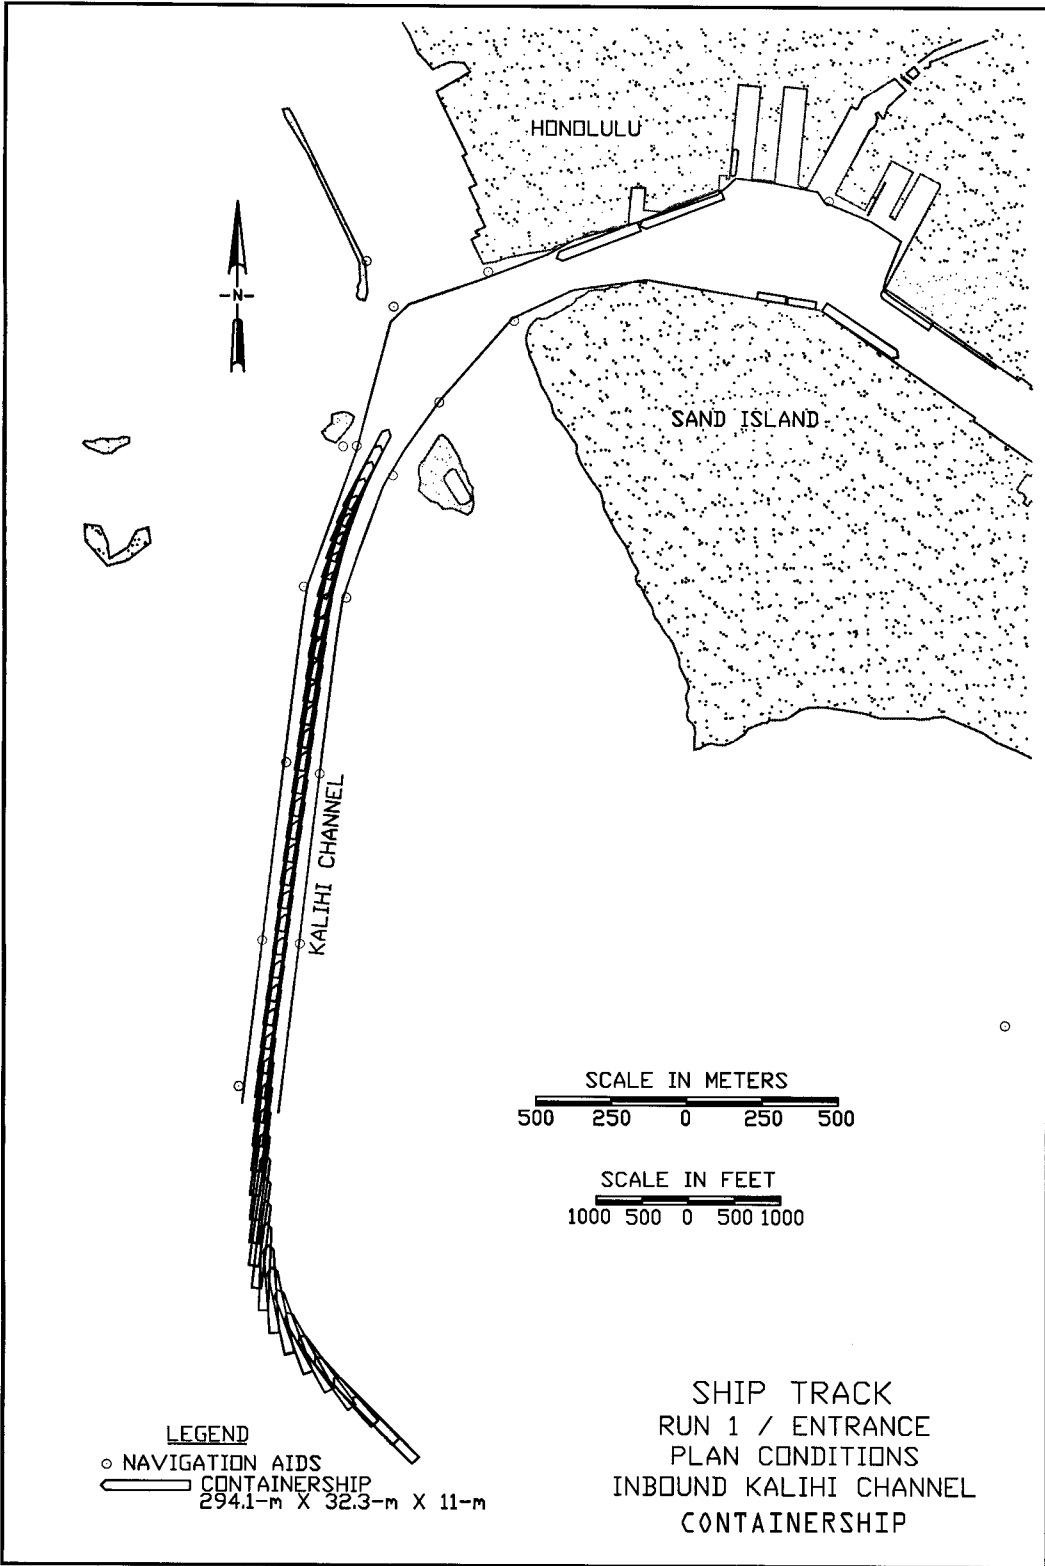 HONOLULU
-N-
SAND ISLAND
KALIHI CHANNEL
SCALE IN METERS
500 250 0 250 500
SCALE IN FEET
1000 500 0 500 1000
SHIP TRACK
RUN 1 / ENTRANCE
PLAN CONDITIONS
INBOUND KALIHI CHANNEL
CONTAINERSHIP
LEGEND
NAVIGATION AIDS
CONTAINERSHIP
294.1-m X 32.3-m X 11-m